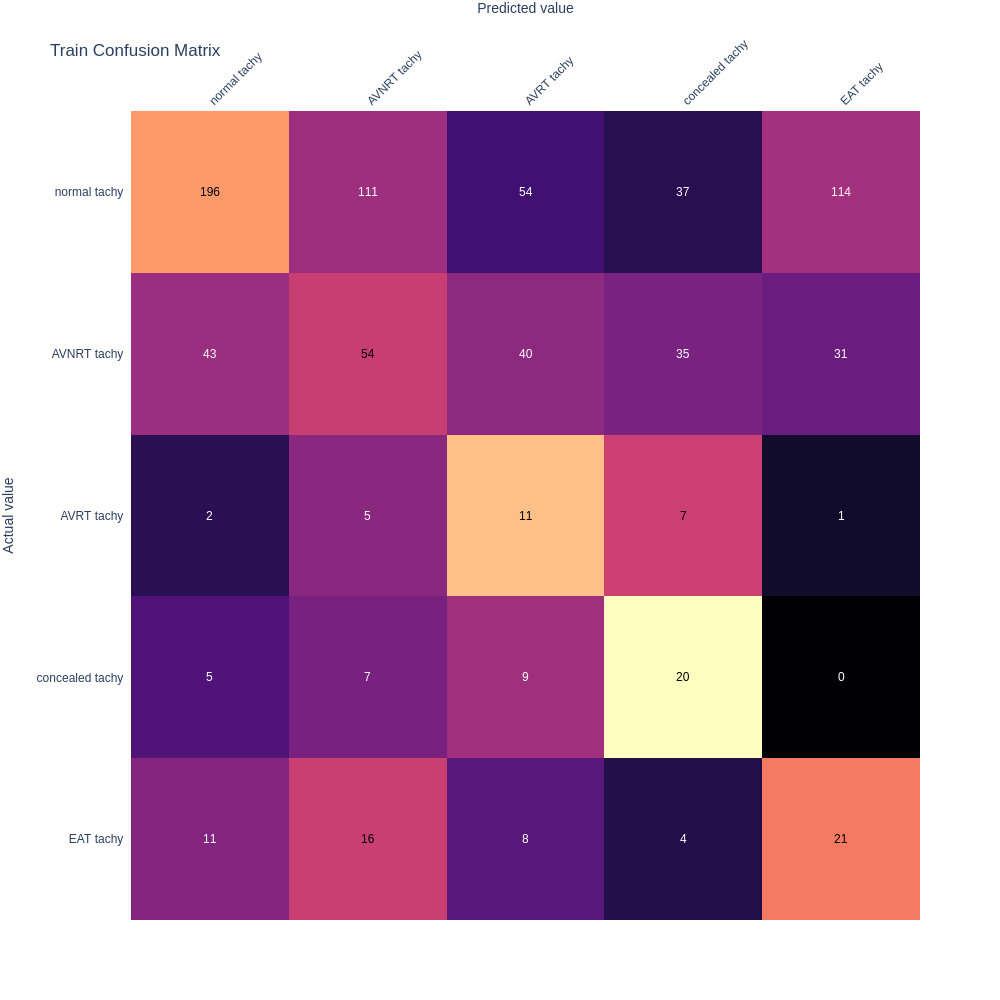 Predicted value
Train Confusion Matrix
normal tachy
AVNRT tachy
AVRT tachy
concealed tachy
EAT tachy
normal tachy 196 111 54 37 114
AVNRT tachy 43 54 40 35 31
AVRT tachy 2 5 11 7 1
concealed tachy 5 7 9 20 0
EAT tachy 11 16 8 4 21
Actual value